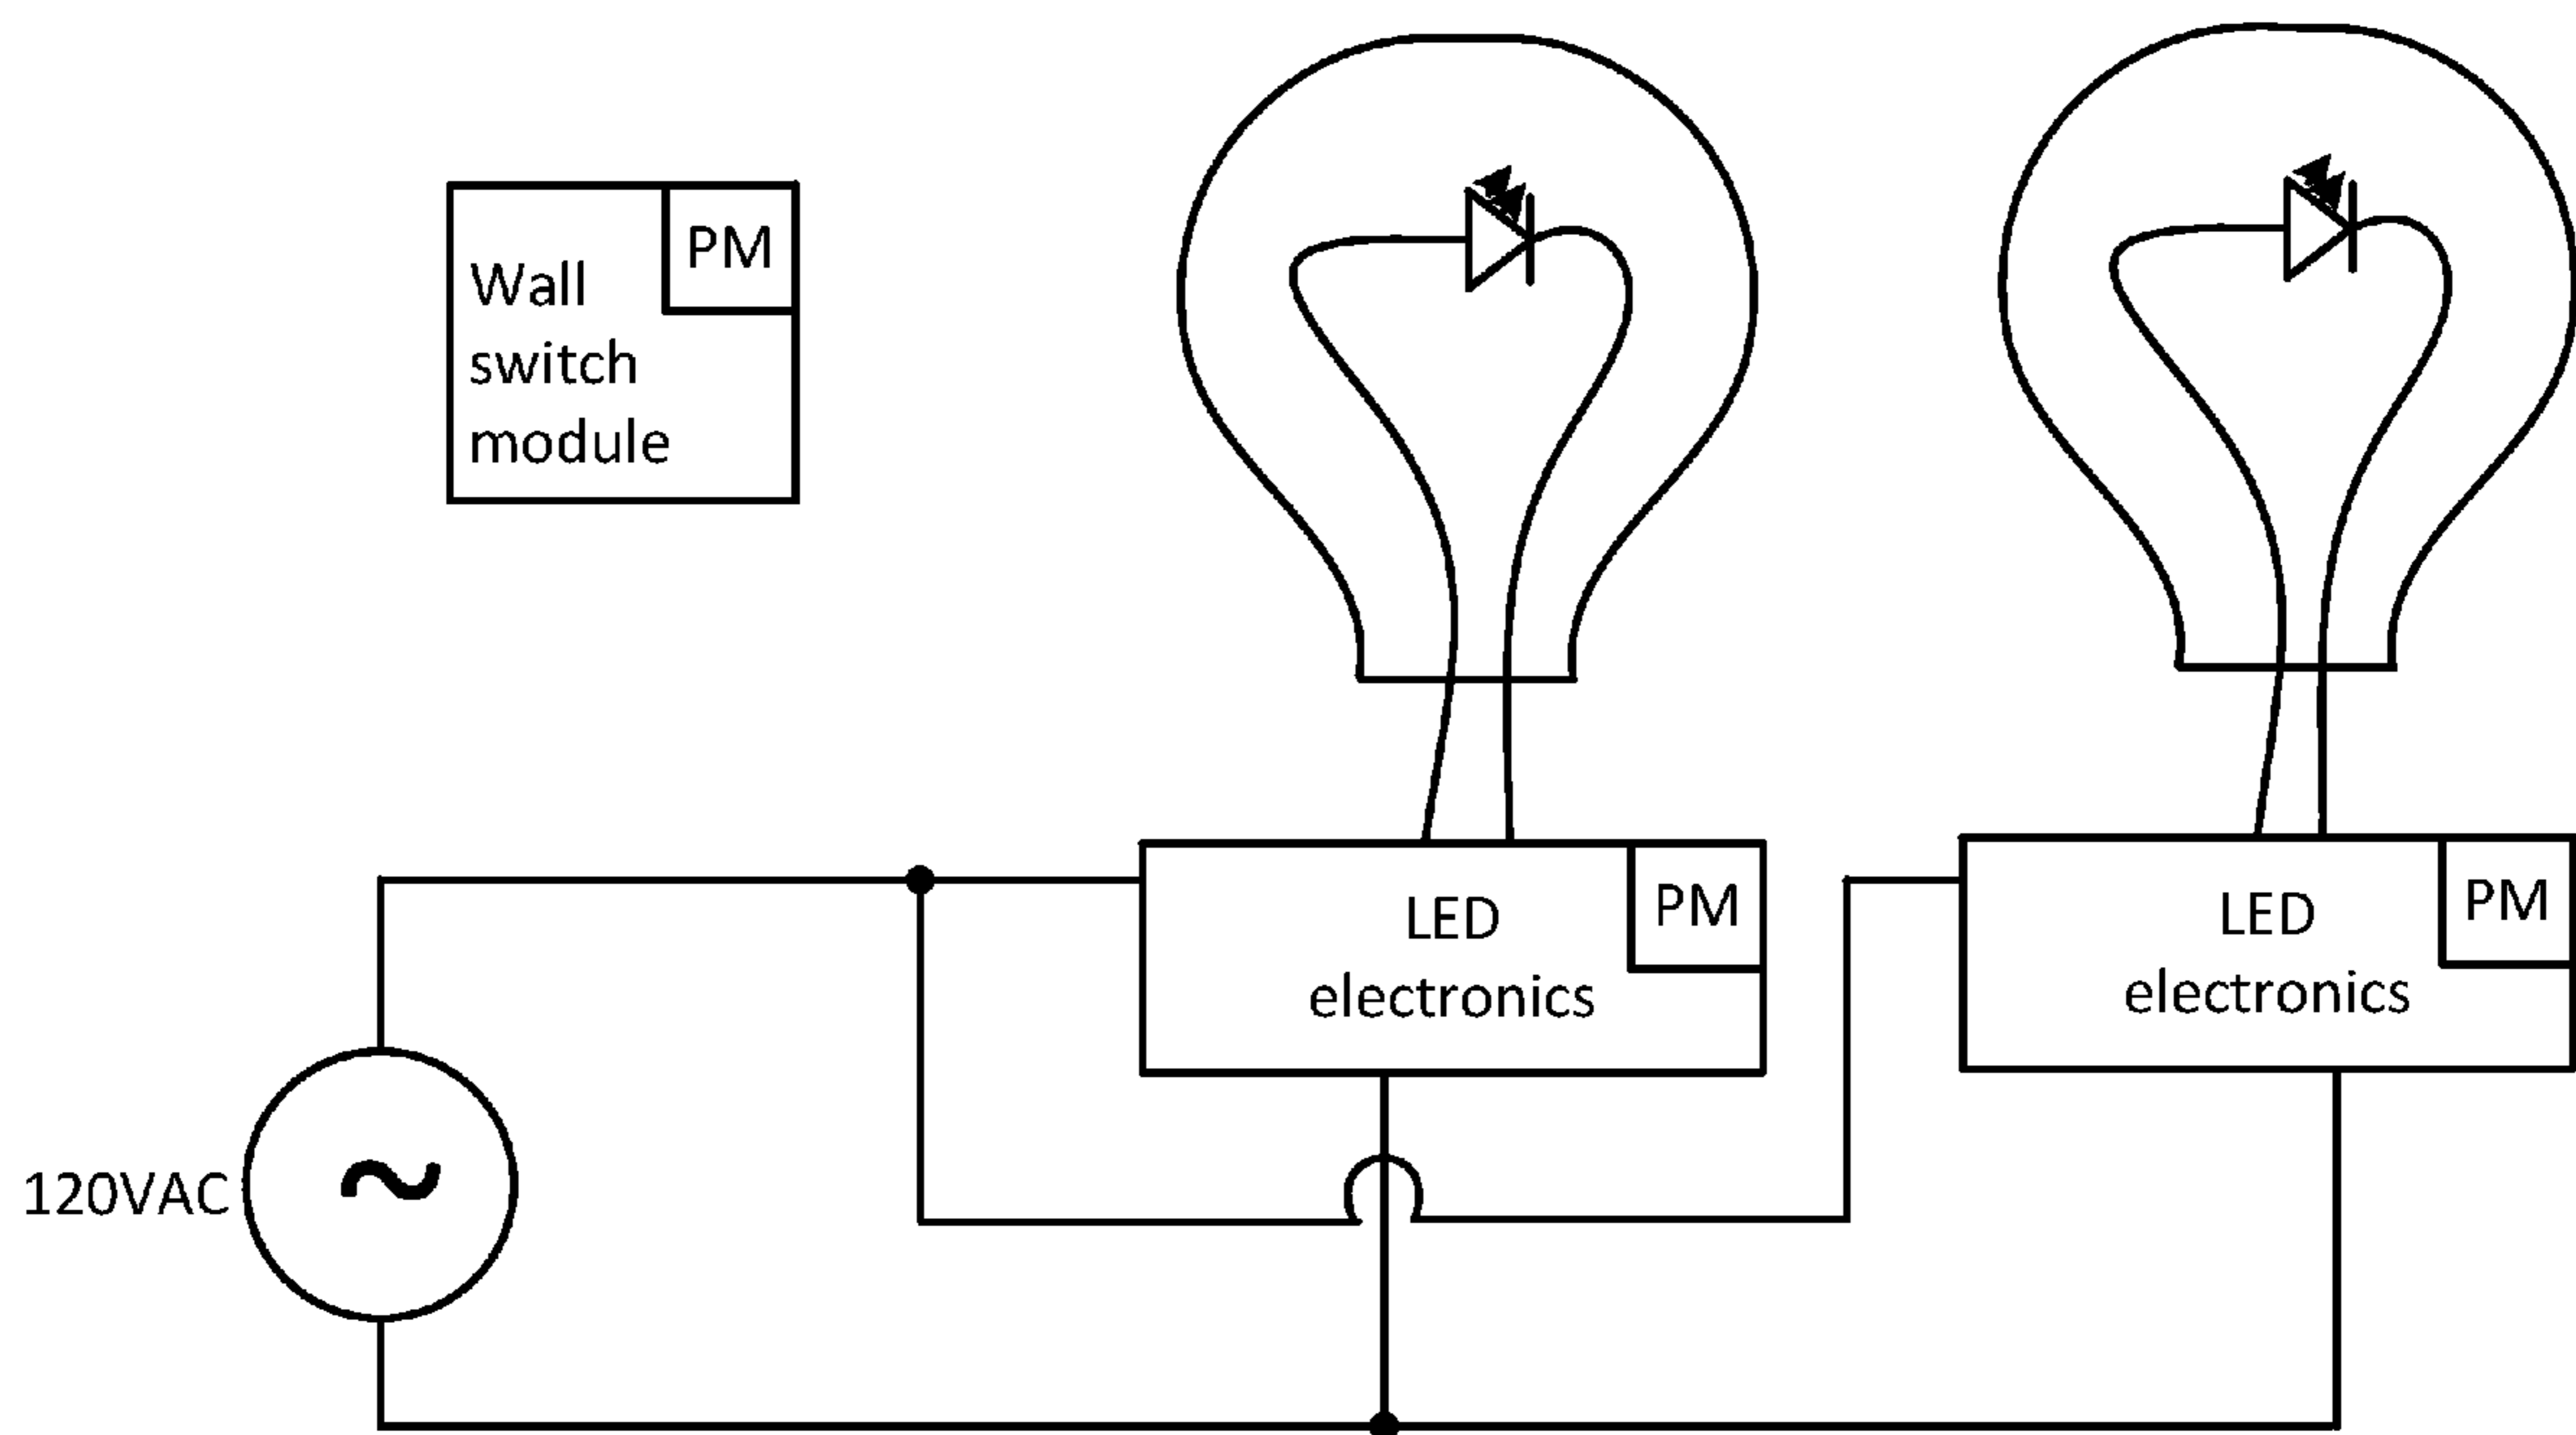 PM
Wall
switch
module
LED
electronics
PM
LED
electronics
PM
120VAC